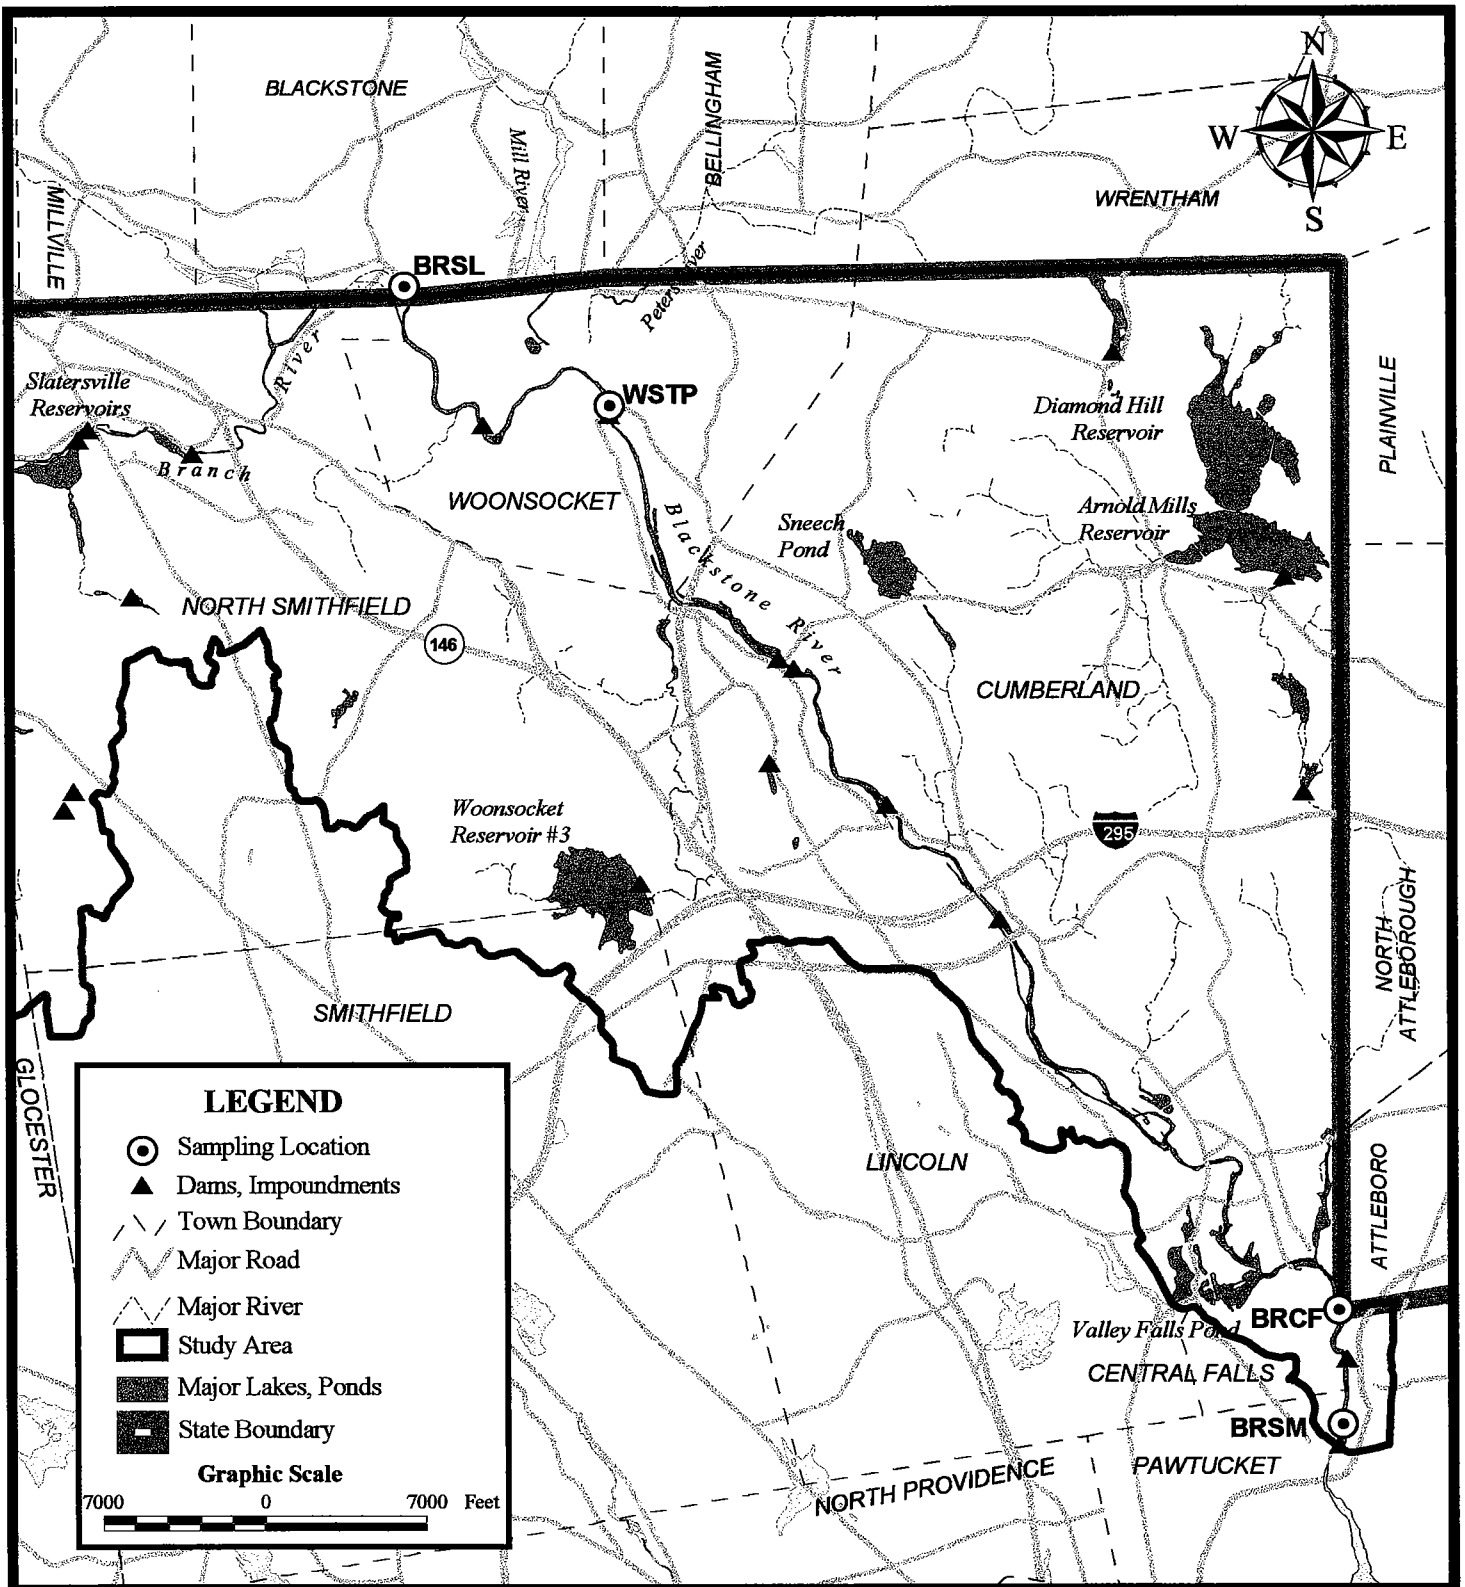 N
BLACKSTONE
BELLINGHAM
W
E
Mill River
MILLVILLE
WRENTHAM
S
BRSL
Peters River
River
Slatersville
Reservoirs
WSTP
PLAINVILLE
Diamond Hill
Reservoir
Branch
WOONSOCKET
Blackstone River
Sneech
Pond
Arnold Mills
Reservoir
NORTH SMITHFIELD
146
CUMBERLAND
Woonsocket
Reservoir #3
295
NORTH
ATTLEBOROUGH
SMITHFIELD
GLOCESTER
LINCOLN
ATTLEBORO
BRCF
Valley Falls Pond
CENTRAL FALLS
BRSM
PAWTUCKET
NORTH PROVIDENCE
LEGEND
Sampling Location
Dams, Impoundments
Town Boundary
Major Road
Major River
Study Area
Major Lakes, Ponds
State Boundary
Graphic Scale
7000 0 7000 Feet